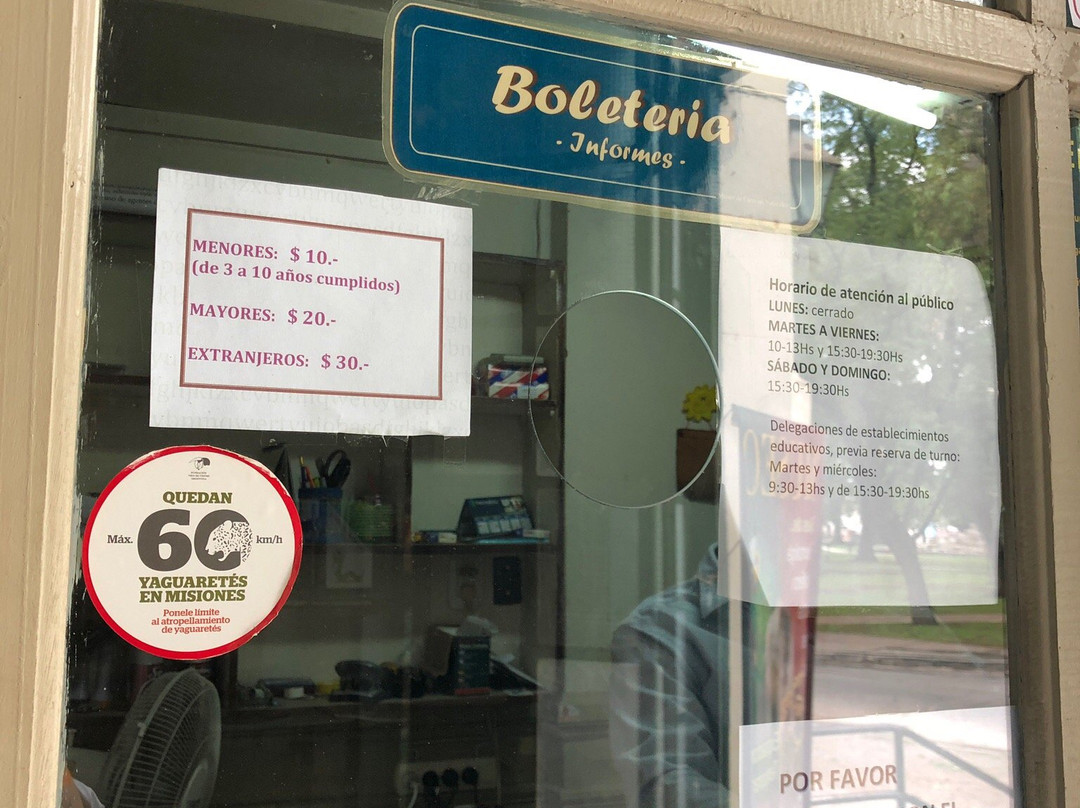 Boleteria
- Informes -
MENORES: $ 10.-
(de 3 a 10 años cumplidos)
MAYORES: $ 20.-
EXTRANJEROS: $ 30.-
Horario de atención al público
LUNES: cerrado
MARTES A VIERNES:
10-13Hs y 15:30-19:30Hs
SÁBADO Y DOMINGO:
15:30-19:30Hs
Delegaciones de establecimientos
educativos, previa reserva de turno:
Martes y miércoles:
9:30-13hs y de 15:30-19:30hs
QUEDAN
Máx. 60 km/h
YAGUARETÉS
EN MISIONES
Ponele límite
al atropellamiento
de yaguaretés
POR FAVOR